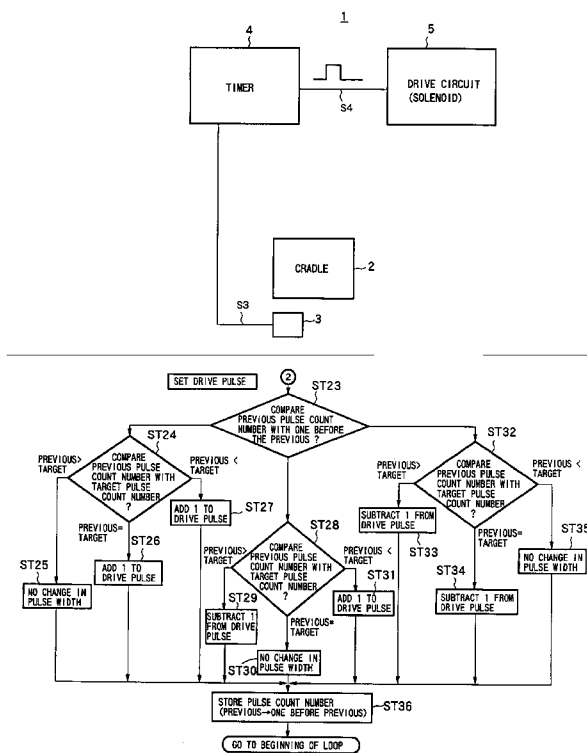 1
4
5
TIMER
S4
DRIVE CIRCUIT
(SOLENOID)
CRADLE
2
S3
3
SET DRIVE PULSE
2
ST23
COMPARE
PREVIOUS PULSE COUNT
NUMBER WITH ONE BEFORE
THE PREVIOUS ?
ST24
PREVIOUS>
TARGET
COMPARE
PREVIOUS PULSE
COUNT NUMBER WITH
TARGET PULSE
COUNT NUMBER
?
PREVIOUS <
TARGET
PREVIOUS=
TARGET
ST25
NO CHANGE IN
PULSE WIDTH
ST26
ADD 1 TO
DRIVE PULSE
ST27
ADD 1 TO
DRIVE PULSE
ST28
PREVIOUS>
TARGET
COMPARE
PREVIOUS PULSE
COUNT NUMBER WITH
TARGET PULSE
COUNT NUMBER
?
PREVIOUS <
TARGET
PREVIOUS=
TARGET
ST29
SUBTRACT 1
FROM DRIVE
PULSE
ST30
NO CHANGE IN
PULSE WIDTH
ST31
ADD 1 TO
DRIVE PULSE
ST32
PREVIOUS>
TARGET
COMPARE
PREVIOUS PULSE
COUNT NUMBER WITH
TARGET PULSE
COUNT NUMBER
?
PREVIOUS <
TARGET
PREVIOUS=
TARGET
SUBTRACT 1 FROM
DRIVE PULSE
ST33
ST34
SUBTRACT 1 FROM
DRIVE PULSE
ST35
NO CHANGE IN
PULSE WIDTH
STORE PULSE COUNT NUMBER
(PREVIOUS→ONE BEFORE PREVIOUS)
ST36
GO TO BEGINNING OF LOOP